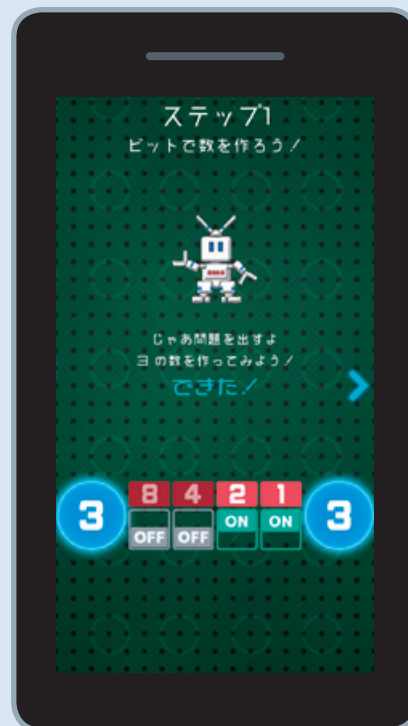 ステップ1
ビットで数を作ろう!
じゃあ問題を出すよ
3の数を作ってみよう!
できた!
8 4 2 1
3 OFF OFF ON ON 3